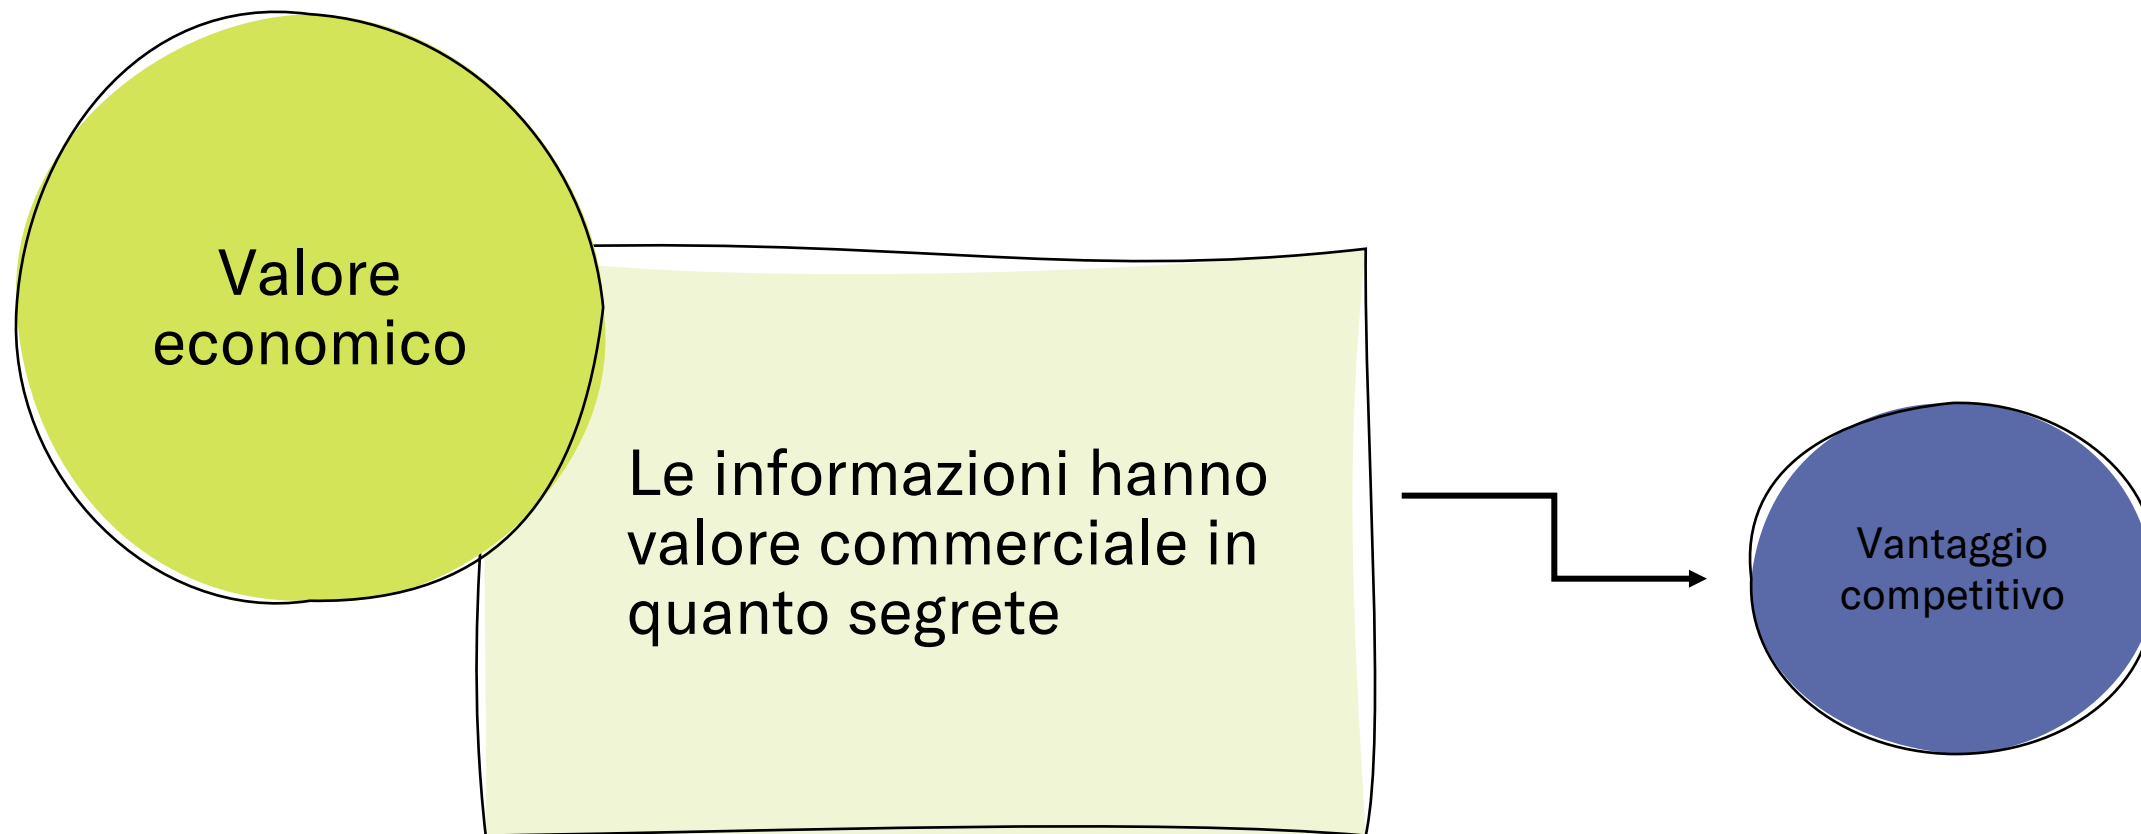 Valore
economico
Le informazioni hanno
valore commerciale in
quanto segrete
Vantaggio
competitivo